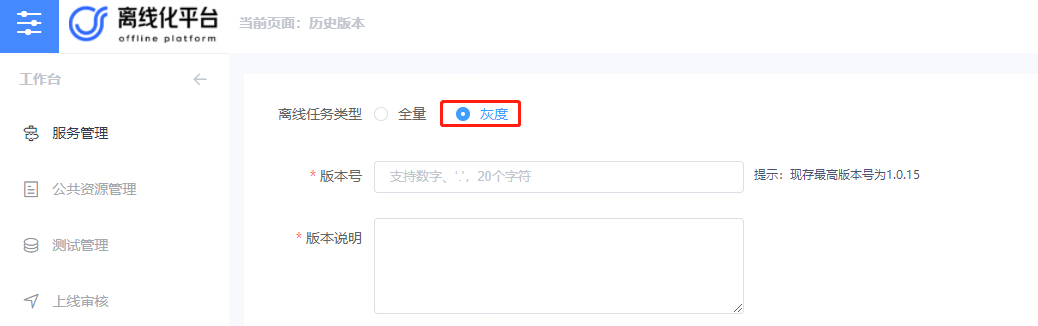 离线化平台
offline platform
当前页面：历史版本
工作台
服务管理
公共资源管理
测试管理
上线审核
离线任务类型 全量 灰度
* 版本号 支持数字、'.'，20个字符 提示：现存最高版本号为1.0.15
* 版本说明